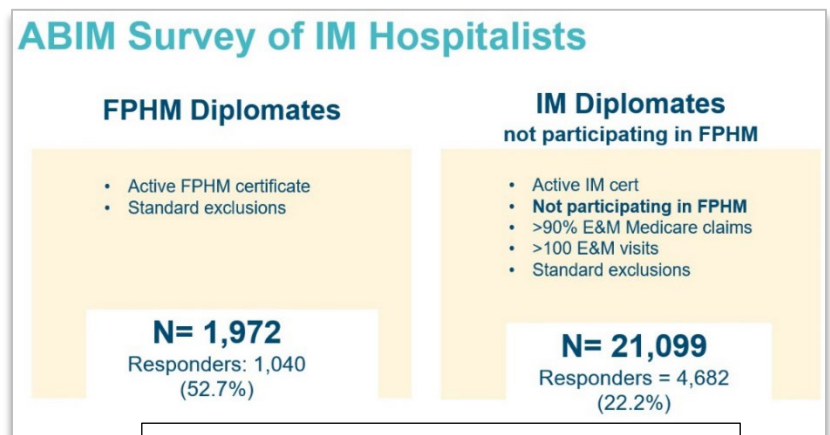 ABIM Survey of IM Hospitalists
FPHM Diplomates
• Active FPHM certificate
• Standard exclusions
N= 1,972
Responders: 1,040
(52.7%)
IM Diplomates
not participating in FPHM
• Active IM cert
• Not participating in FPHM
• >90% E&M Medicare claims
• >100 E&M visits
• Standard exclusions
N= 21,099
Responders = 4,682
(22.2%)